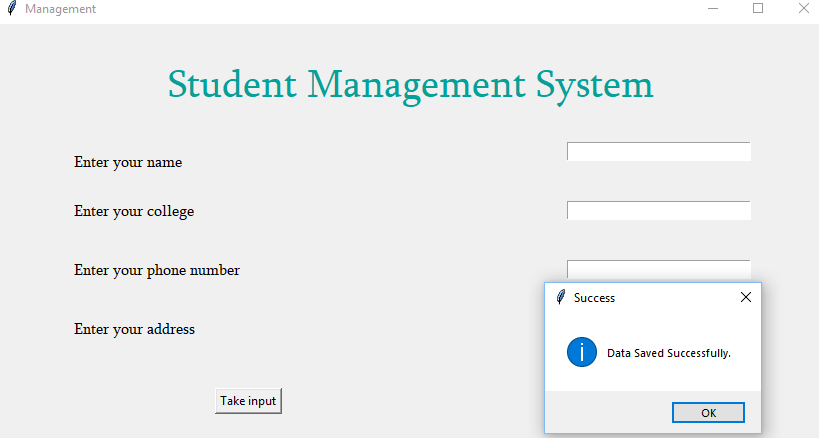 Management
Student Management System
Enter your name
Enter your college
Enter your phone number
Enter your address
Take input
Success
Data Saved Successfully.
OK